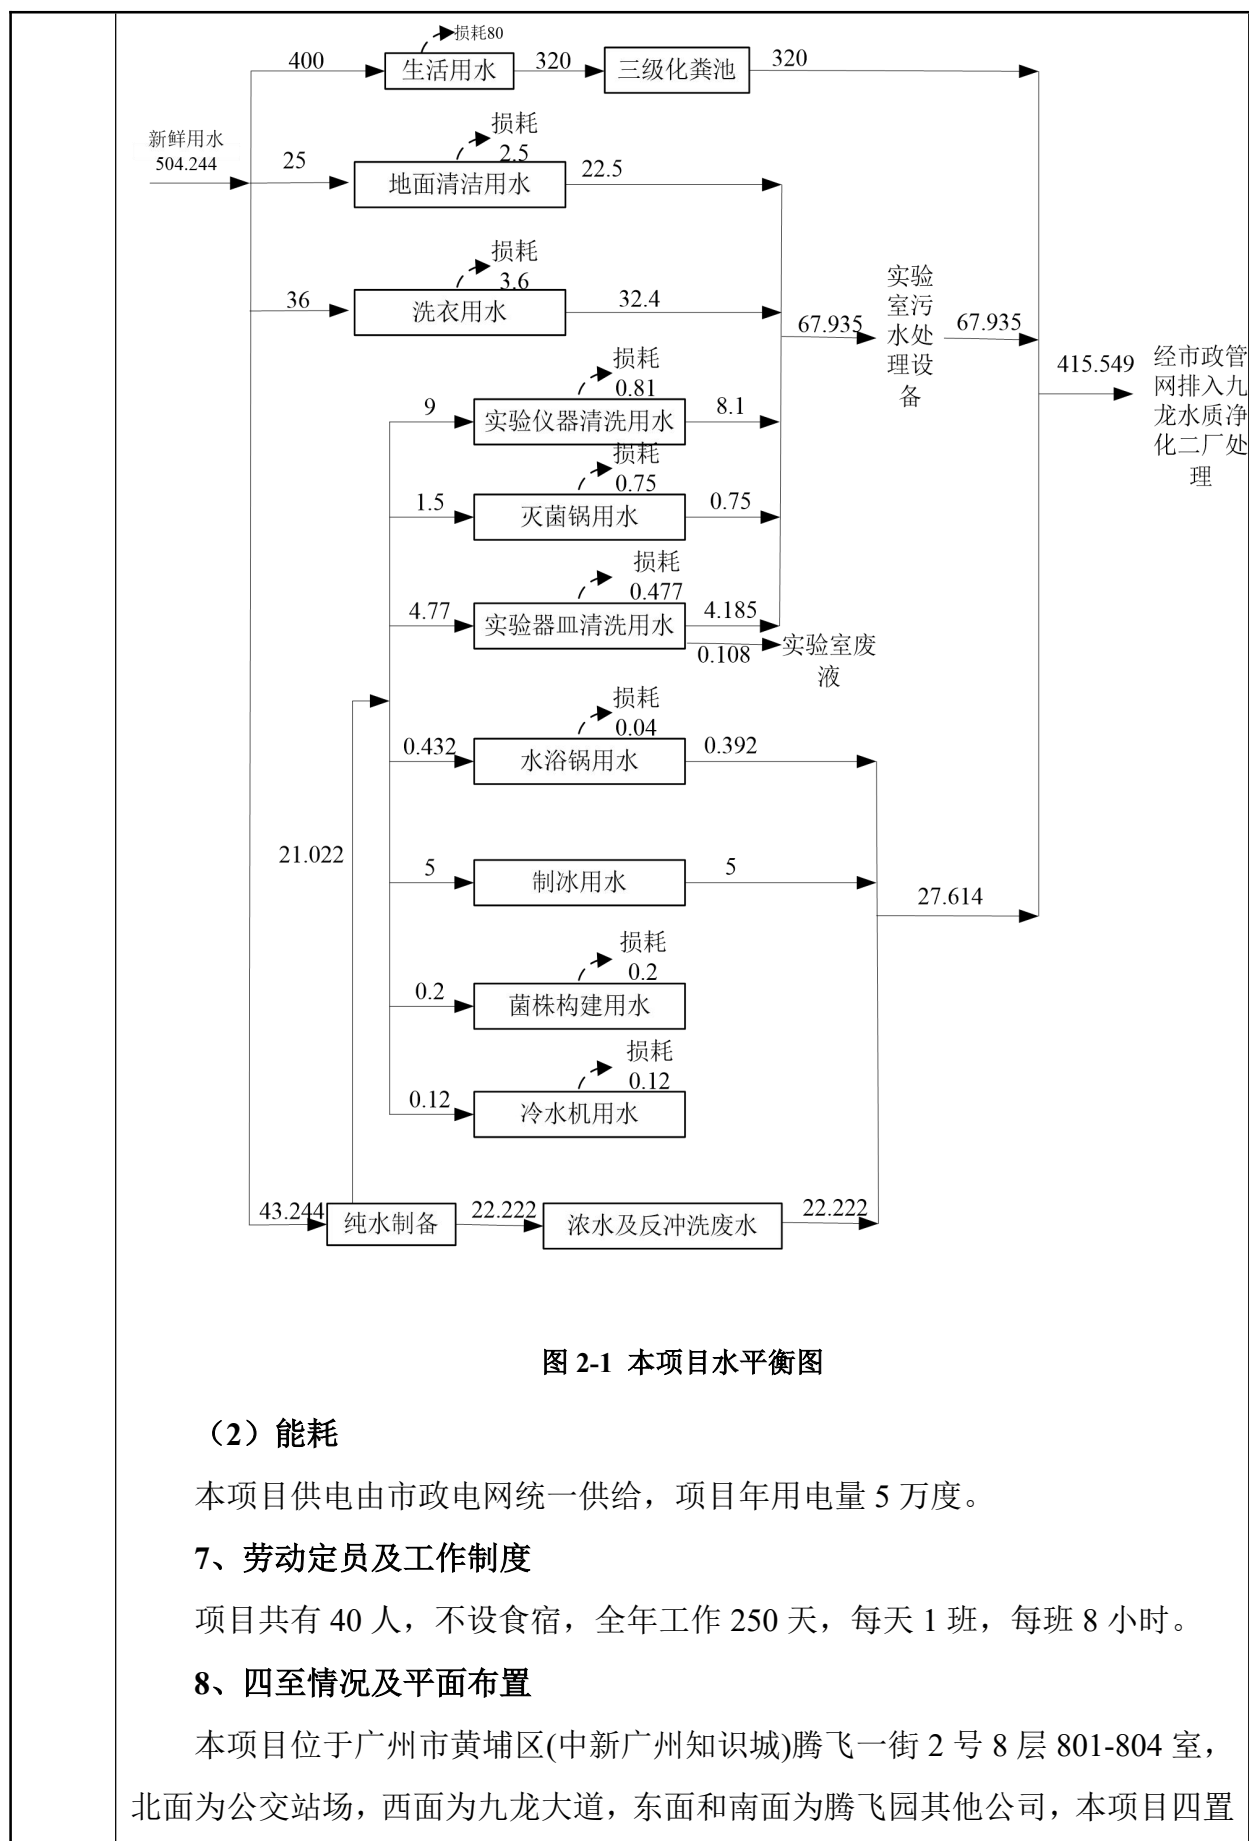 损耗80
400
生活用水
320
三级化粪池
320
新鲜用水
504.244
损耗
2.5
25
地面清洁用水
22.5
损耗
3.6
36
洗衣用水
32.4
67.935
实验
室污
水处
理设
备
67.935
415.549
经市政管
网排入九
龙水质净
化二厂处
理
损耗
0.81
9
实验仪器清洗用水
8.1
损耗
0.75
1.5
灭菌锅用水
0.75
损耗
0.477
4.77
实验器皿清洗用水
4.185
0.108
实验室废
液
损耗
0.04
0.432
水浴锅用水
0.392
21.022
5
制冰用水
5
27.614
损耗
0.2
0.2
菌株构建用水
损耗
0.12
0.12
冷水机用水
43.244
纯水制备
22.222
浓水及反冲洗废水
22.222
图 2-1 本项目水平衡图
（2）能耗
本项目供电由市政电网统一供给，项目年用电量 5 万度。
7、劳动定员及工作制度
项目共有 40 人，不设食宿，全年工作 250 天，每天 1 班，每班 8 小时。
8、四至情况及平面布置
本项目位于广州市黄埔区(中新广州知识城)腾飞一街 2 号 8 层 801-804 室，
北面为公交站场，西面为九龙大道，东面和南面为腾飞园其他公司，本项目四置